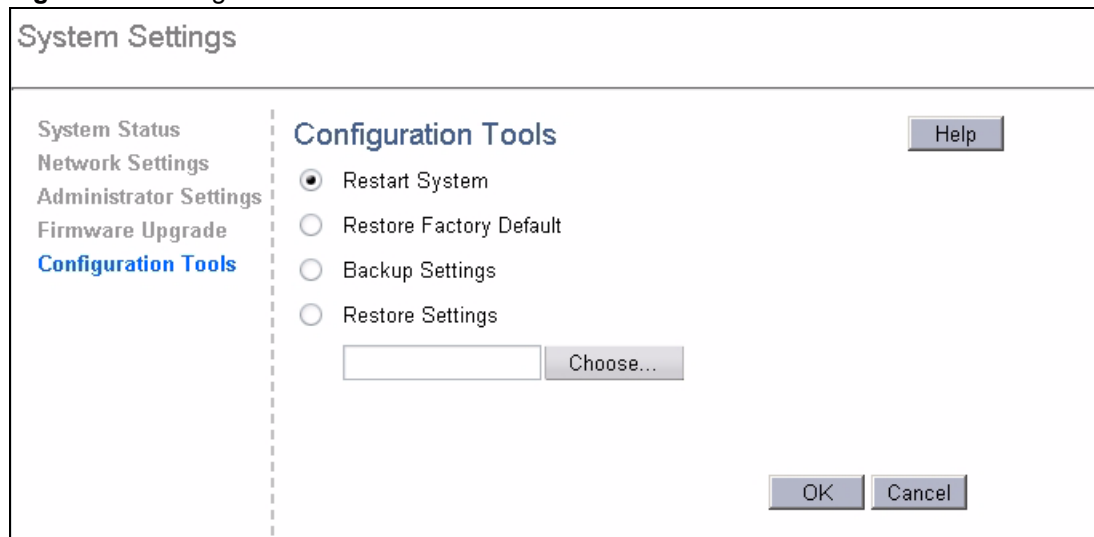 System Settings
System Status
Network Settings
Administrator Settings
Firmware Upgrade
Configuration Tools
Configuration Tools
Help
Restart System
Restore Factory Default
Backup Settings
Restore Settings
Choose...
OK
Cancel